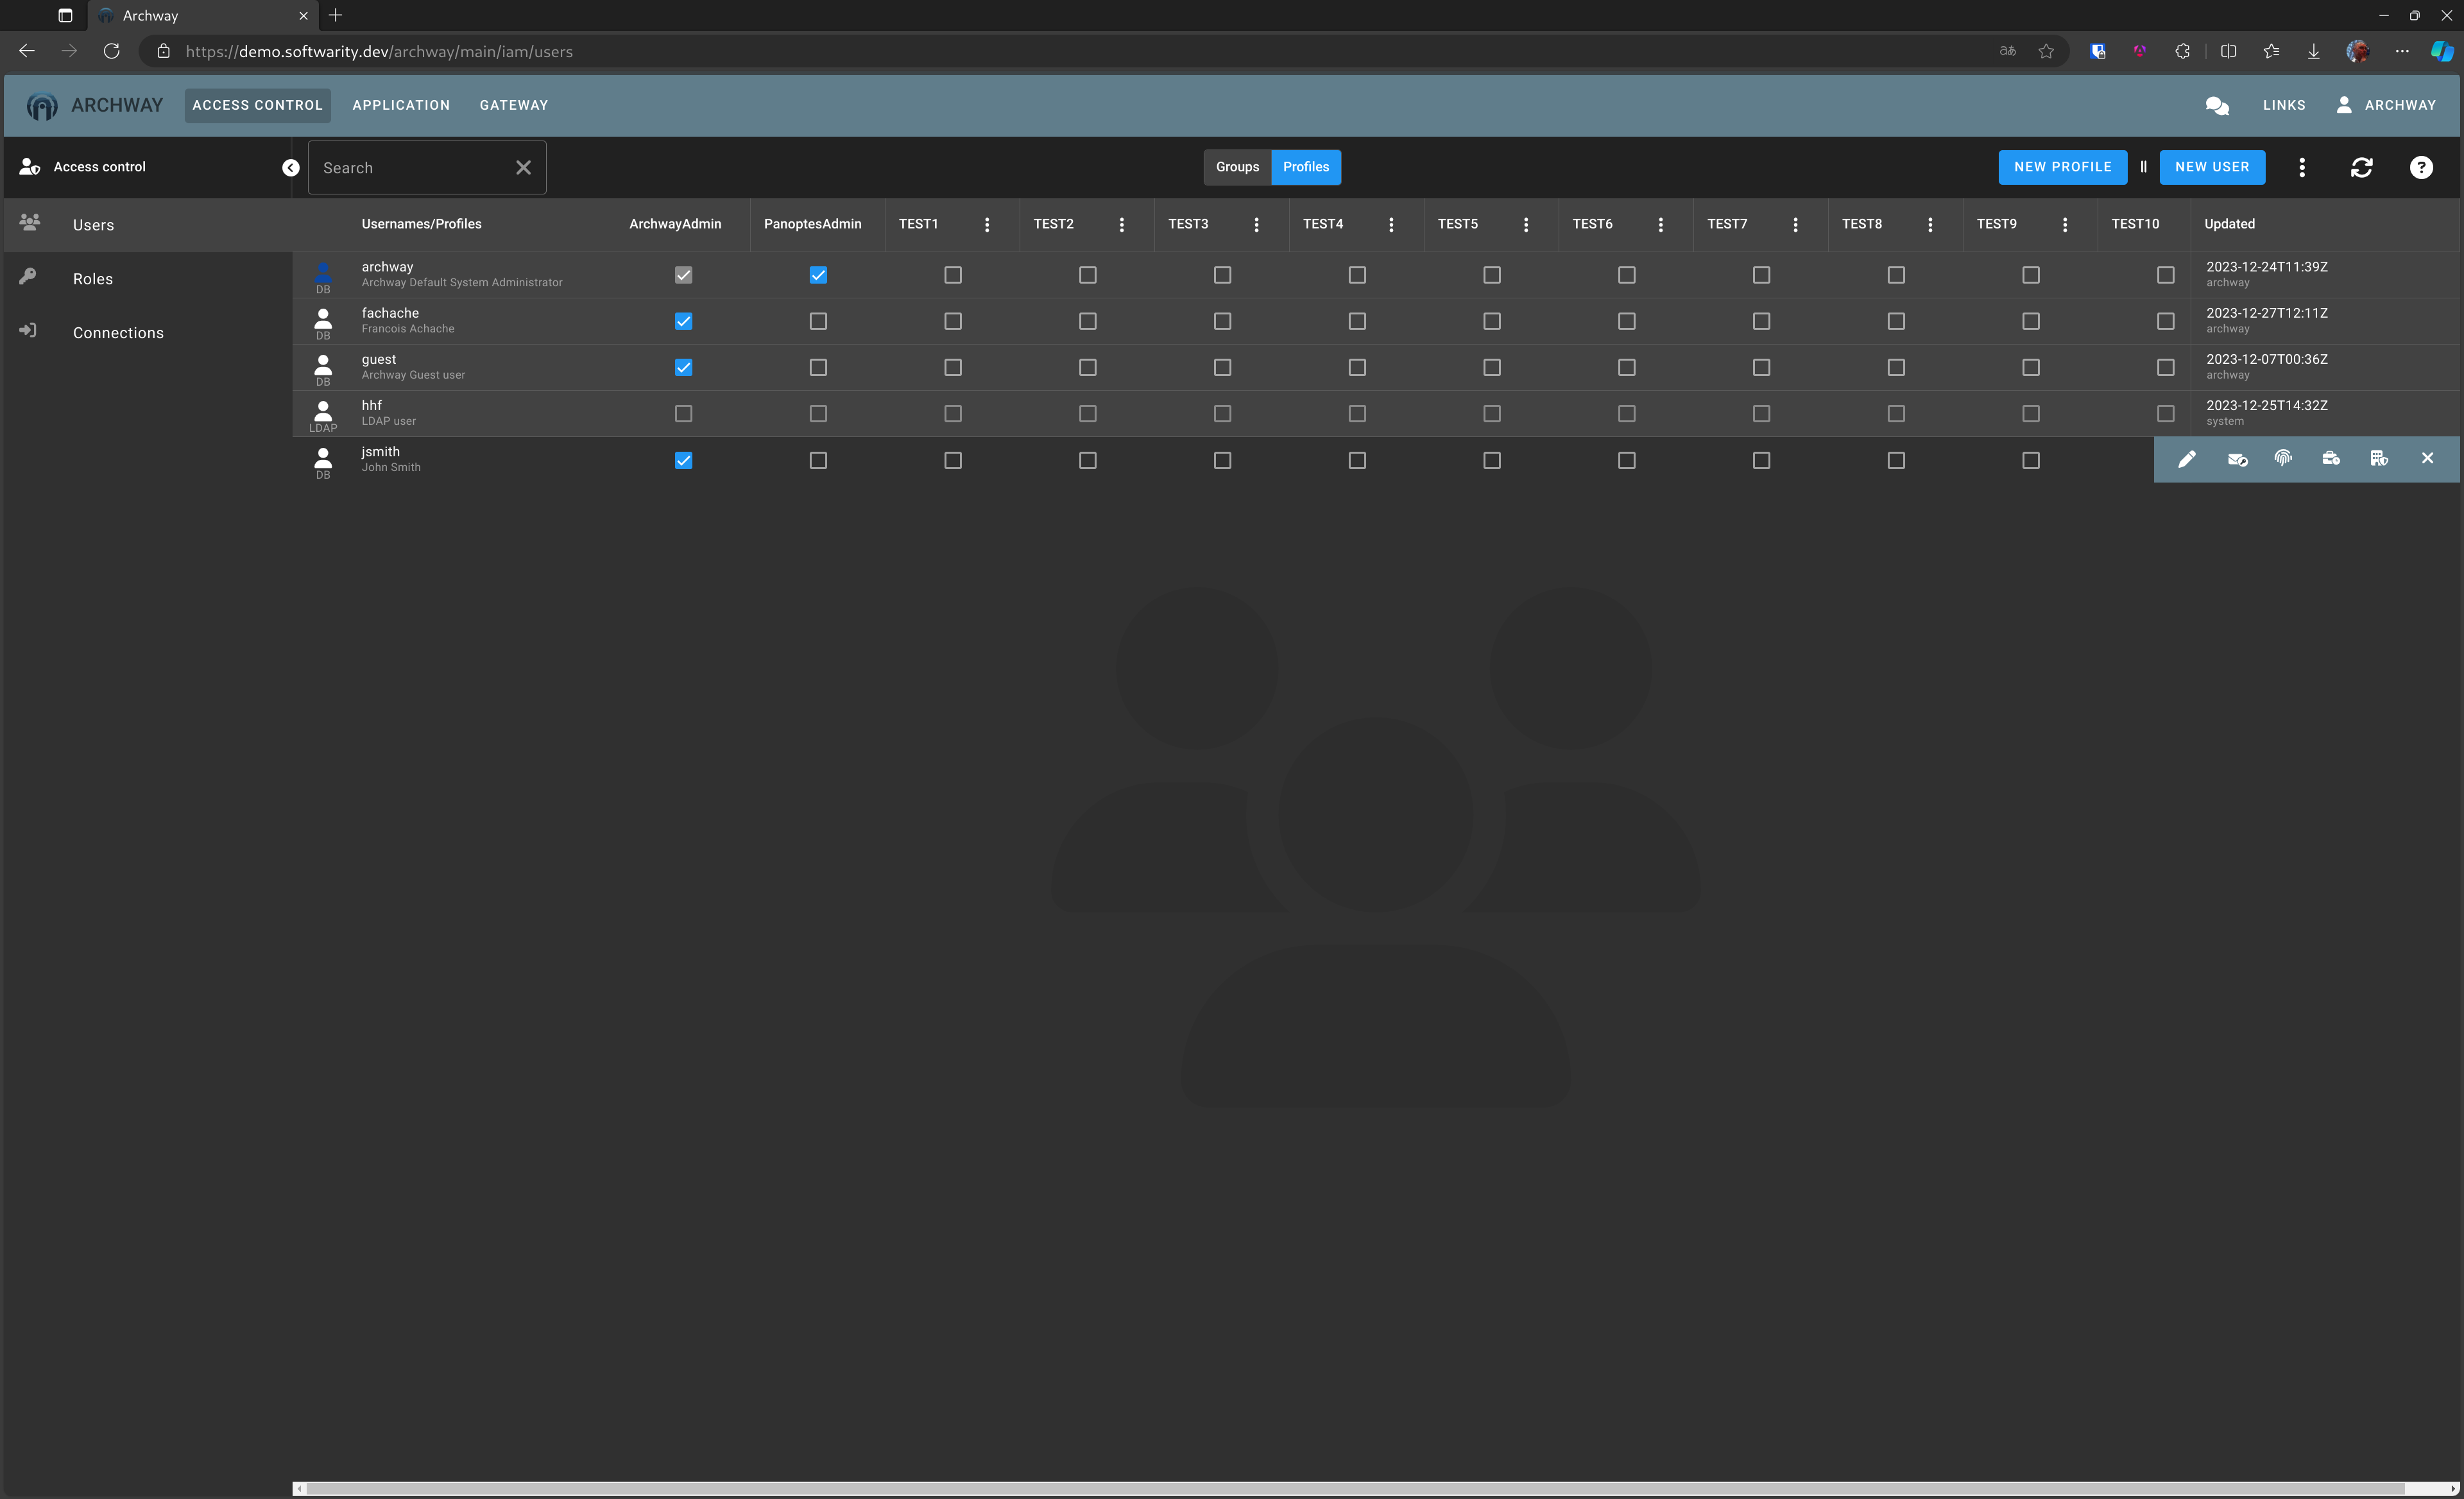 Archway
https://demo.softwarity.dev/archway/main/iam/users
aあ
ARCHWAY ACCESS CONTROL APPLICATION GATEWAY LINKS ARCHWAY
Access control
Search
Groups Profiles
NEW PROFILE NEW USER
Users
Roles
Connections
Usernames/Profiles ArchwayAdmin PanoptesAdmin TEST1 TEST2 TEST3 TEST4 TEST5 TEST6 TEST7 TEST8 TEST9 TEST10 Updated
archway 2023-12-24T11:39Z
DB Archway Default System Administrator archway
fachache 2023-12-27T12:11Z
DB Francois Achache archway
guest 2023-12-07T00:36Z
DB Archway Guest user archway
hhf 2023-12-25T14:32Z
LDAP LDAP user system
jsmith
DB John Smith